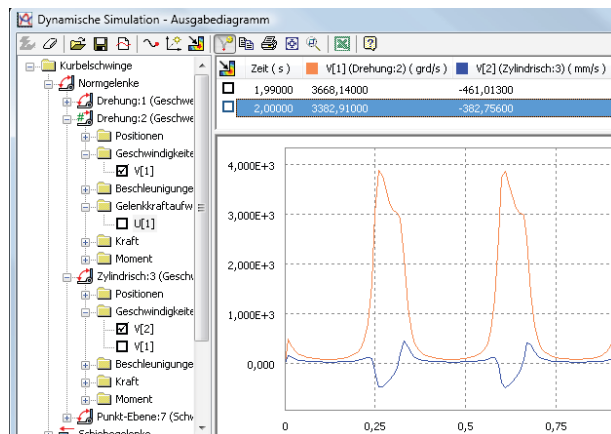 Dynamische Simulation - Ausgabediagramm
Kurbelschwinge
Normgelenke
Drehung:1 (Geschwe
Drehung:2 (Geschwe
Positionen
Geschwindigkeite
V[1]
Beschleunigunge
Gelenkkraftaufw
U[1]
Kraft
Moment
Zylindrisch:3 (Geschw
Positionen
Geschwindigkeite
V[2]
V[1]
Beschleunigunge
Kraft
Moment
Punkt-Ebene:7 (Schw
Schiebegelenke
Zeit ( s ) V[1] (Drehung:2) ( grd/s ) V[2] (Zylindrisch:3) ( mm/s )
1,99000 3668,14000 -461,01300
2,00000 3382,91000 -382,75600
4,000E+3
3,000E+3
2,000E+3
1,000E+3
0,000
0 0,25 0,5 0,75